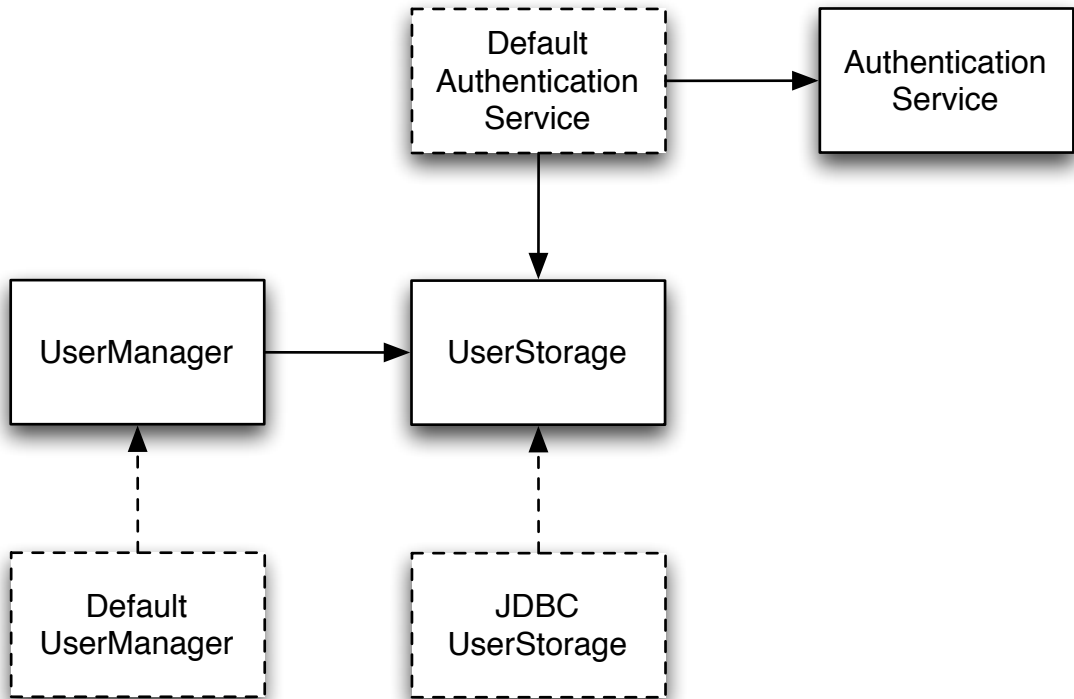 Default
Authentication
Service
Authentication
Service
UserManager
UserStorage
Default
UserManager
JDBC
UserStorage